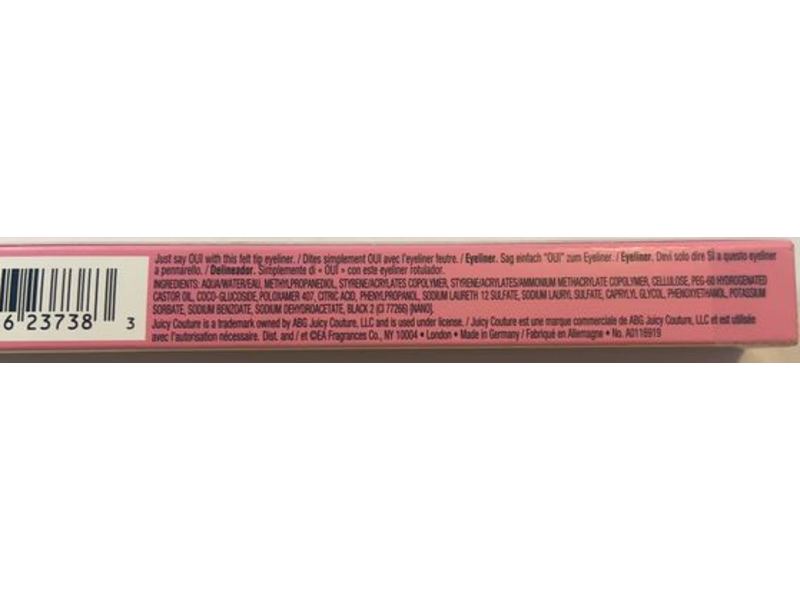 Just say OUI with this felt tip eyeliner. / Dites simplement OUI avec l'eyeliner feutre. / Eyeliner. Sag einfach "OUI" zum Eyeliner. / Eyeliner. Devi solo dire SÌ a questo eyeliner
a pennarello. / Delineador. Simplemente di « OUI » con este eyeliner rotulador.
INGREDIENTS: AQUA/WATER/EAU, METHYLPROPANEDIOL, STYRENE/ACRYLATES COPOLYMER, STYRENE/ACRYLATES/AMMONIUM METHACRYLATE COPOLYMER, CELLULOSE, PEG-60 HYDROGENATED
CASTOR OIL, COCO-GLUCOSIDE, POLOXAMER 407, CITRIC ACID, PHENYLPROPANOL, SODIUM LAURETH 12 SULFATE, SODIUM LAURYL SULFATE, CAPRYLYL GLYCOL, PHENOXYETHANOL, POTASSIUM
SORBATE, SODIUM BENZOATE, SODIUM DEHYDROACETATE, BLACK 2 (CI 77266) [NANO].
Juicy Couture is a trademark owned by ABG Juicy Couture, LLC and is used under license. / Juicy Couture est une marque commerciale de ABG Juicy Couture, LLC et est utilisée
avec l'autorisation nécessaire. Dist. and / et ©EA Fragrances Co., NY 10004 • London • Made in Germany / Fabriqué en Allemagne • No. A0116919
6 23738 3